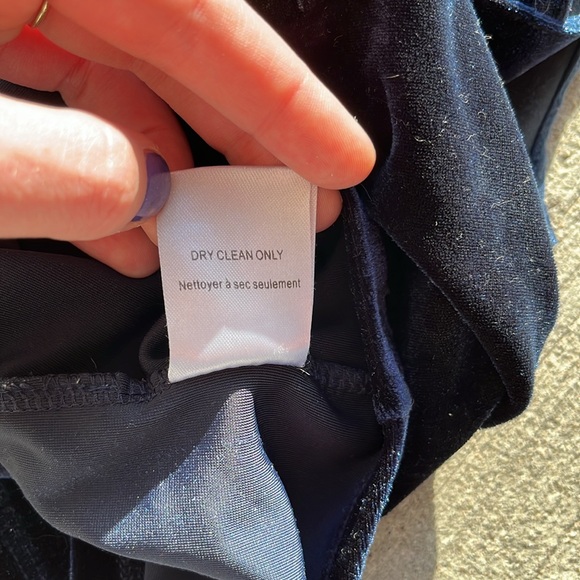 DRY CLEAN ONLY
Nettoyer à sec seulement